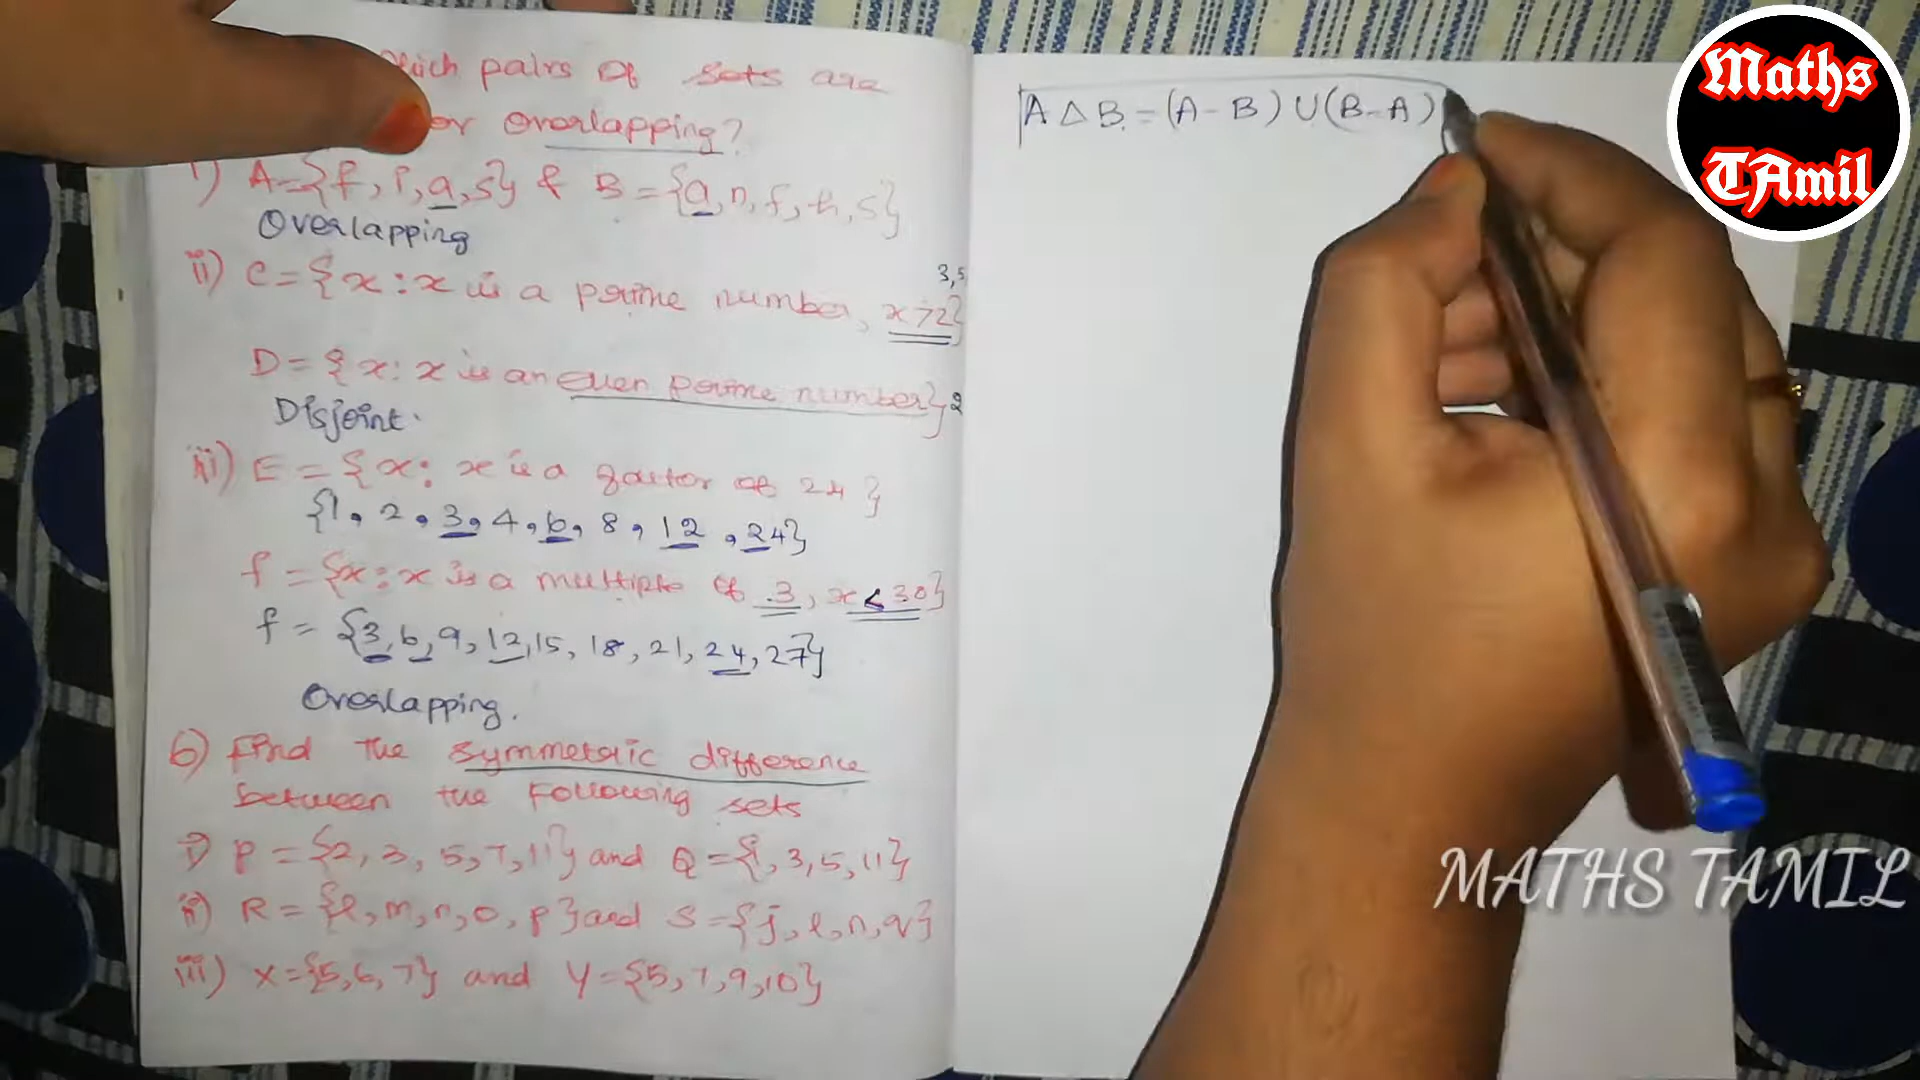 which pairs of sets are
or overlapping?
i) A={f, i, a, s} & B={a, n, f, h, s}
Overlapping
ii) C={x:x is a prime number, x>2}
3,5
D={x:x is an even prime number}2
Disjoint.
iii) E={x: x is a factor of 24}
{1, 2, 3, 4, 6, 8, 12, 24}
f={x:x is a multiple of 3, x<30}
f={3, 6, 9, 12, 15, 18, 21, 24, 27}
Overlapping.
6) Find the symmetric difference
between the following sets
i) P={2, 3, 5, 7, 11} and Q={1, 3, 5, 11}
ii) R={l, m, n, o, p} and S={j, l, n, q}
iii) X={5, 6, 7} and Y={5, 7, 9, 10}
A △ B = (A - B) ∪ (B - A)
Maths
TAmil
MATHS TAMIL